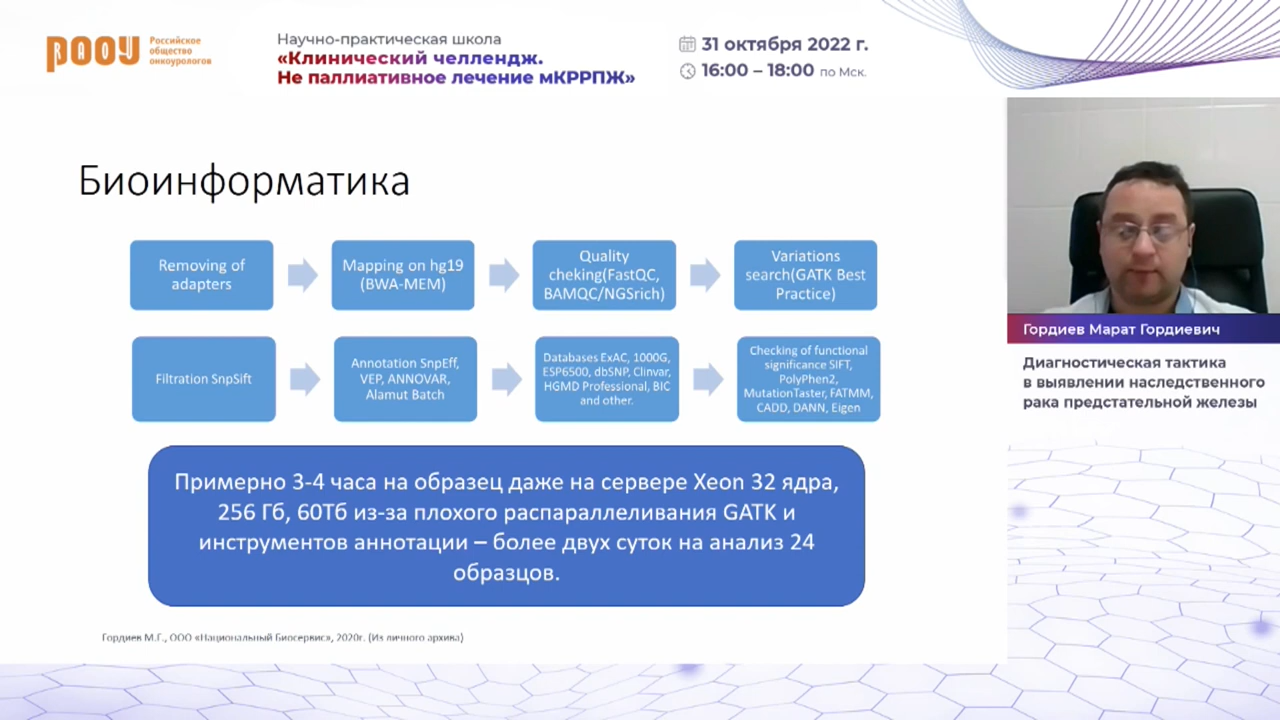 РАОУ
Российское
общество
онкоурологов
Научно-практическая школа
«Клинический челлендж.
Не паллиативное лечение мКРРПЖ»
31 октября 2022 г.
16:00 – 18:00 по Мск.
Биоинформатика
Removing of
adapters
Mapping on hg19
(BWA-MEM)
Quality
cheking(FastQC,
BAMQC/NGSrich)
Variations
search(GATK Best
Practice)
Filtration SnpSift
Annotation SnpEff,
VEP, ANNOVAR,
Alamut Batch
Databases ExAC, 1000G,
ESP6500, dbSNP, Clinvar,
HGMD Professional, BIC
and other.
Checking of functional
significance SIFT,
PolyPhen2,
MutationTaster, FATMM,
CADD, DANN, Eigen
Примерно 3-4 часа на образец даже на сервере Xeon 32 ядра,
256 Гб, 60Тб из-за плохого распараллеливания GATK и
инструментов аннотации – более двух суток на анализ 24
образцов.
Гордиев М.Г., ООО «Национальный Биосервис», 2020г. (Из личного архива)
Гордиев Марат Гордиевич
Диагностическая тактика
в выявлении наследственного
рака предстательной железы